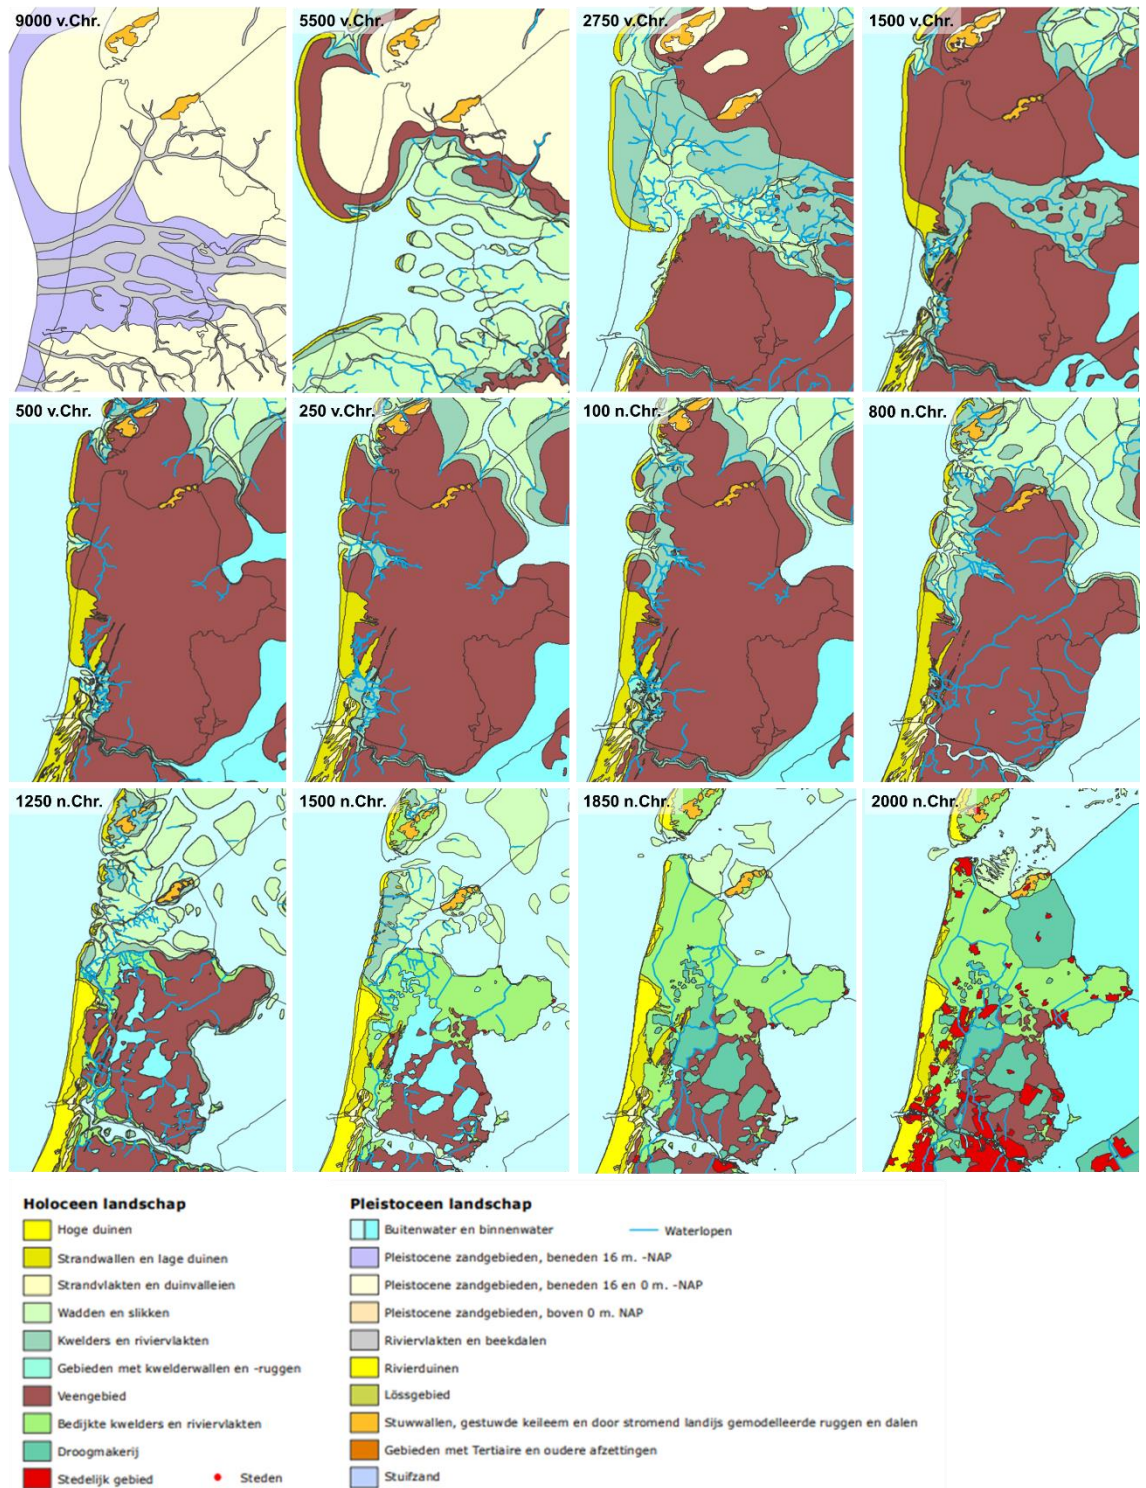 9000 v.Chr.
5500 v.Chr.
2750 v.Chr.
1500 v.Chr.
500 v.Chr.
250 v.Chr.
100 n.Chr.
800 n.Chr.
1250 n.Chr.
1500 n.Chr.
1850 n.Chr.
2000 n.Chr.
Holoceen landschap
Hoge duinen
Strandwallen en lage duinen
Strandvlakten en duinvalleien
Wadden en slikken
Kwelders en riviervlakten
Gebieden met kwelderwallen en -ruggen
Veengebied
Bedijkte kwelders en riviervlakten
Droogmakerij
Stedelijk gebied
Steden
Pleistoceen landschap
Buitenwater en binnenwater
Waterlopen
Pleistocene zandgebieden, beneden 16 m. -NAP
Pleistocene zandgebieden, beneden 16 en 0 m. -NAP
Pleistocene zandgebieden, boven 0 m. NAP
Riviervlakten en beekdalen
Rivierduinen
Lössgebied
Stuwwallen, gestuwde keileem en door stromend landijs gemodelleerde ruggen en dalen
Gebieden met Tertiaire en oudere afzettingen
Stuifzand